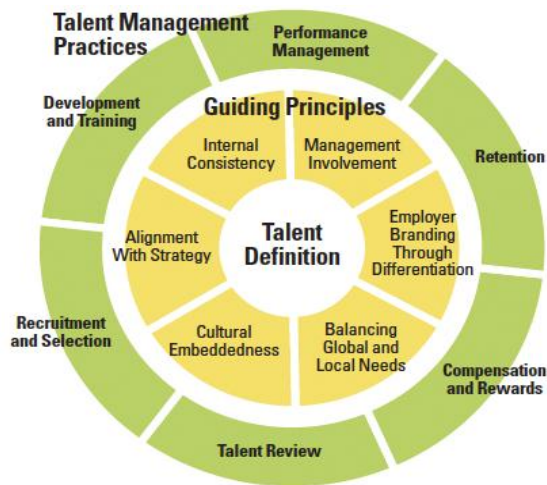 Talent Management
Practices
Performance
Management
Development
and Training
Guiding Principles
Internal
Consistency
Management
Involvement
Retention
Alignment
With Strategy
Talent
Definition
Employer
Branding
Through
Differentiation
Recruitment
and Selection
Cultural
Embeddedness
Balancing
Global and
Local Needs
Compensation
and Rewards
Talent Review